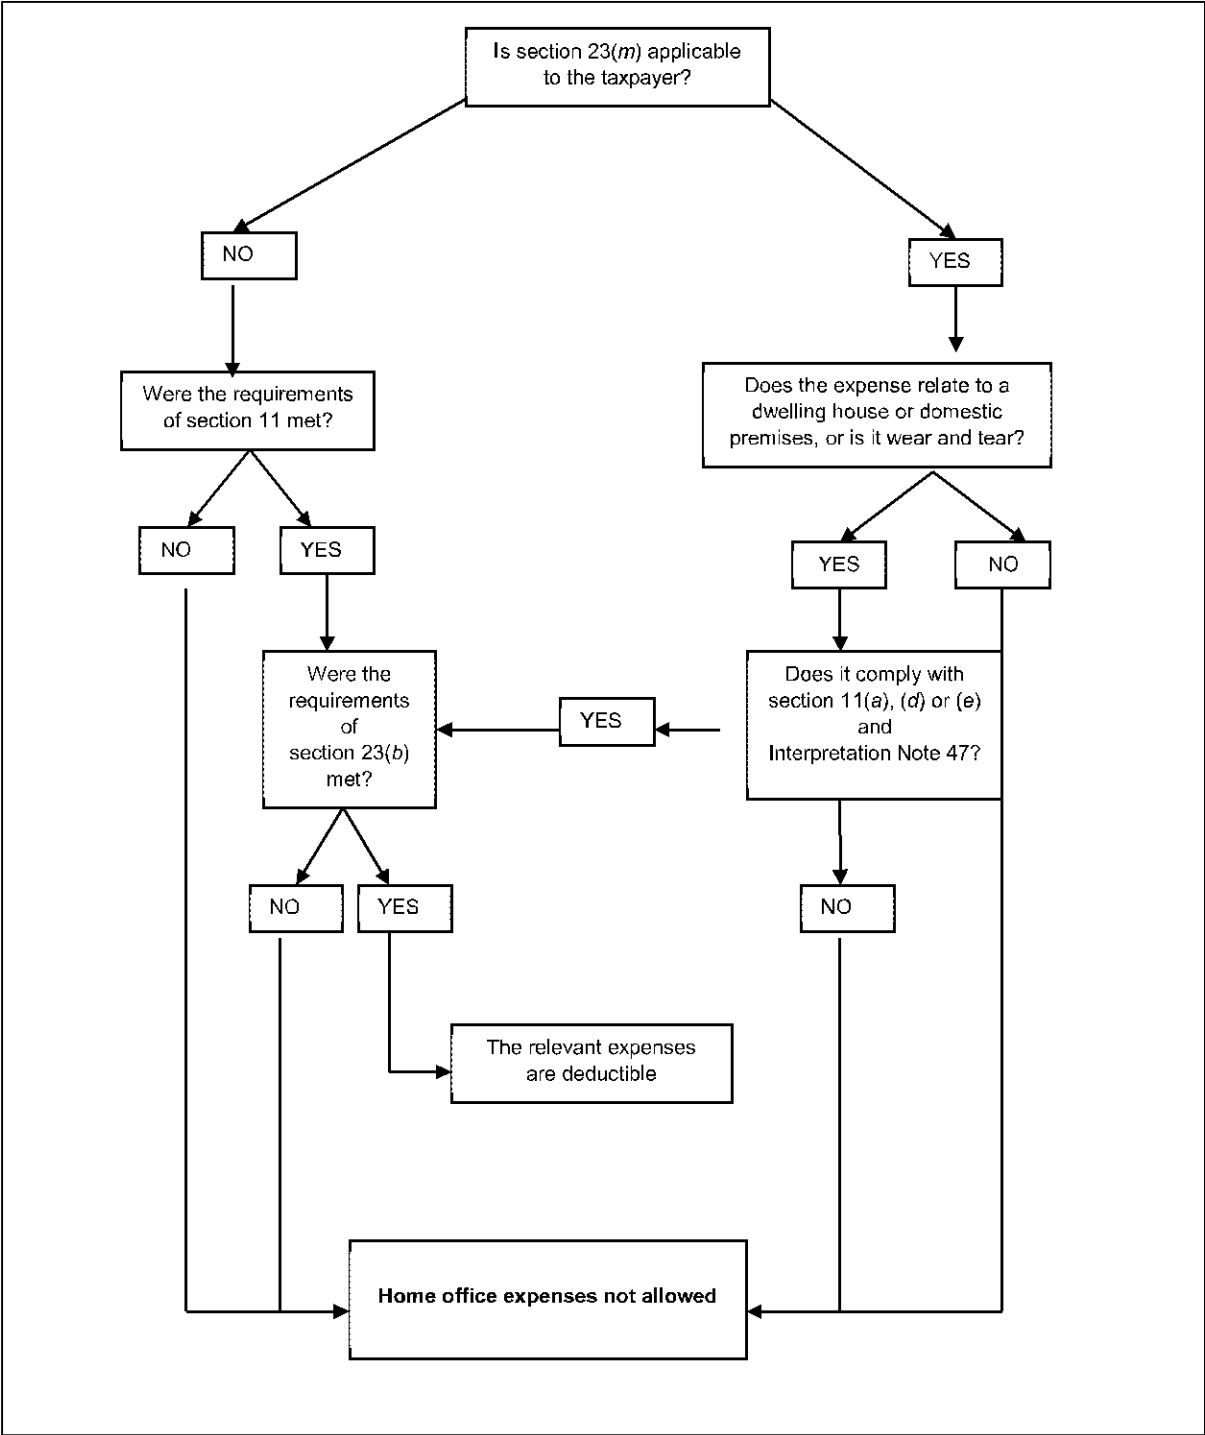 Is section 23(m) applicable
to the taxpayer?
NO
YES
Were the requirements
of section 11 met?
Does the expense relate to a
dwelling house or domestic
premises, or is it wear and tear?
NO
YES
YES
NO
Were the
requirements
of
section 23(b)
met?
YES
Does it comply with
section 11(a), (d) or (e)
and
Interpretation Note 47?
NO
YES
NO
The relevant expenses
are deductible
Home office expenses not allowed